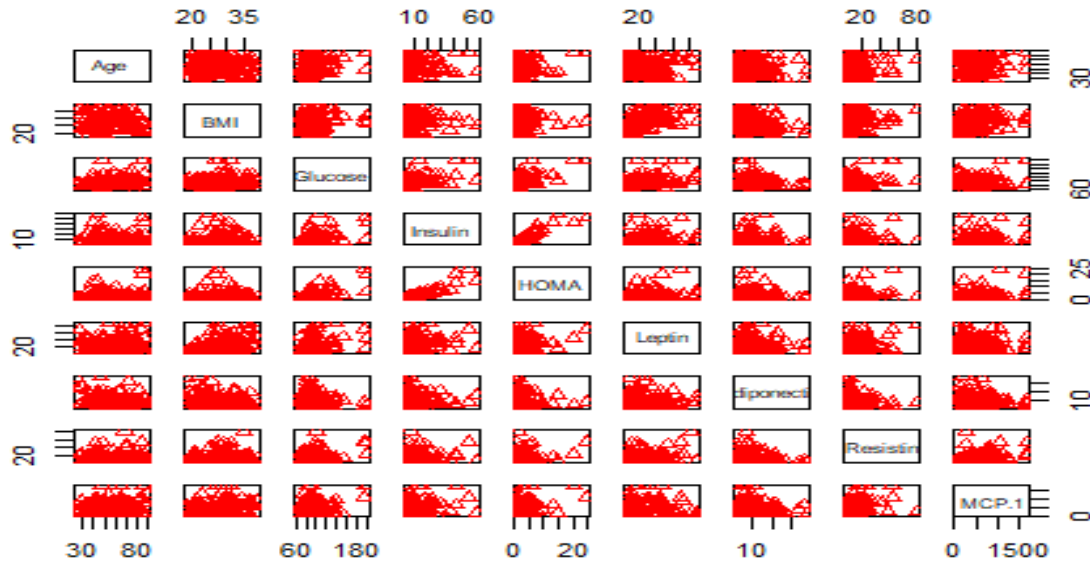 20 35 10 60 20 20 80
Age 30
20 BMI
Glucose 60
10 Insulin
HOMA 0 25
20 Leptin
diponecti 10
20 Resistin
MCP.1 0
30 80 60 180 0 20 10 0 1500